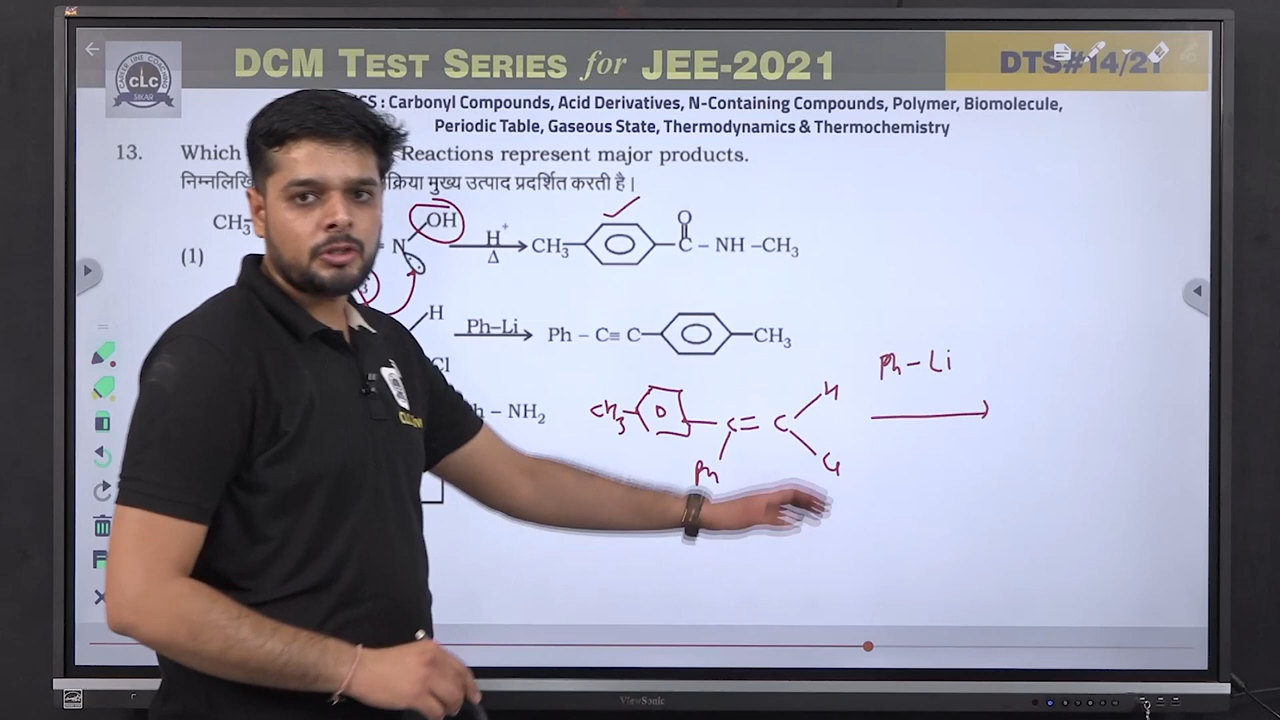 DCM TEST SERIES for JEE-2021
DTS#14/21
CLC
SIKAR
CS : Carbonyl Compounds, Acid Derivatives, N-Containing Compounds, Polymer, Biomolecule,
Periodic Table, Gaseous State, Thermodynamics & Thermochemistry
13. Which Reactions represent major products.
निम्नलिखि क्रिया मुख्य उत्पाद प्रदर्शित करती है।
(1) CH3 = N OH H+ Δ CH3 C O – NH –CH3
H Cl Ph–Li Ph – C≡ C CH3
Ph – Li
h – NH2
CH3 C = C H Cl Ph
ViewSonic